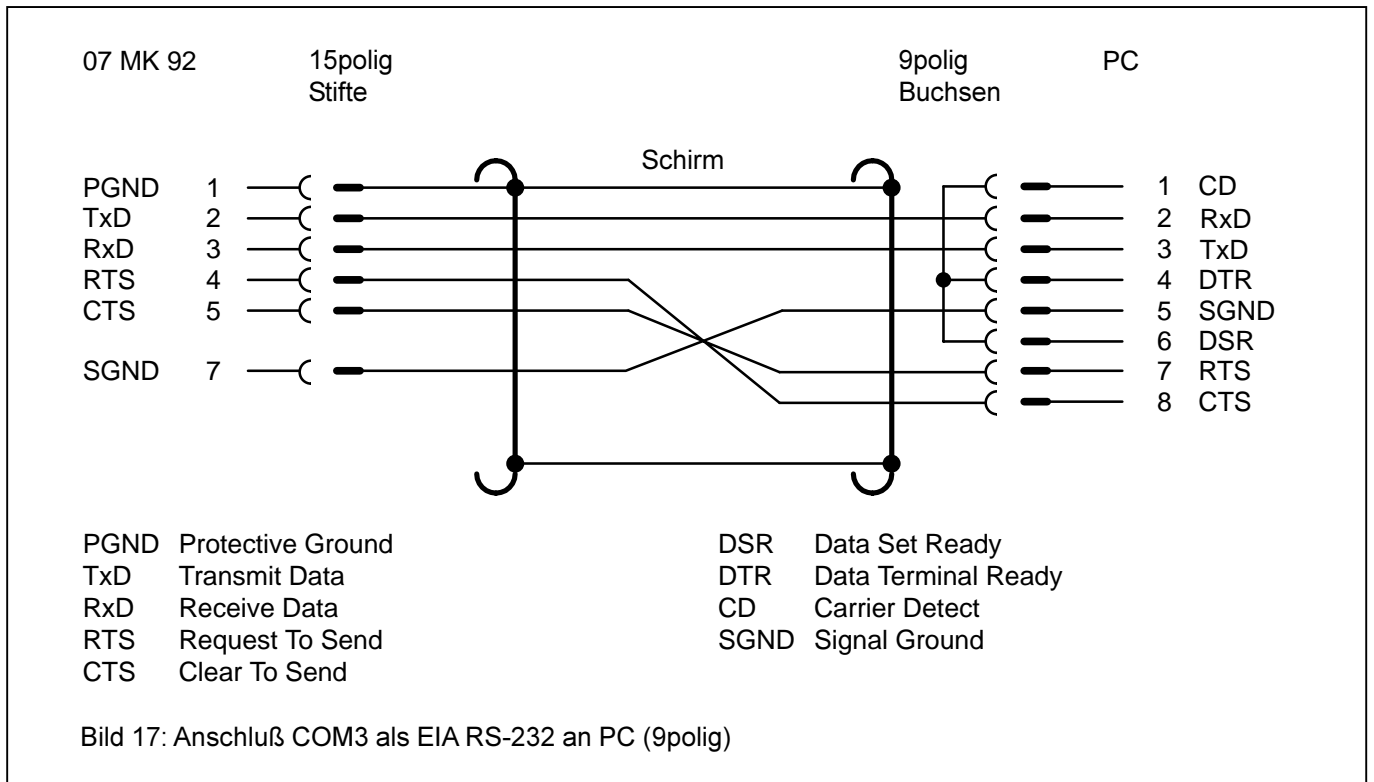 07 MK 92 15polig 9polig PC
Stifte Buchsen
Schirm
PGND 1 1 CD
TxD 2 2 RxD
RxD 3 3 TxD
RTS 4 4 DTR
CTS 5 5 SGND
6 DSR
SGND 7 7 RTS
8 CTS
PGND Protective Ground DSR Data Set Ready
TxD Transmit Data DTR Data Terminal Ready
RxD Receive Data CD Carrier Detect
RTS Request To Send SGND Signal Ground
CTS Clear To Send
Bild 17: Anschluß COM3 als EIA RS-232 an PC (9polig)